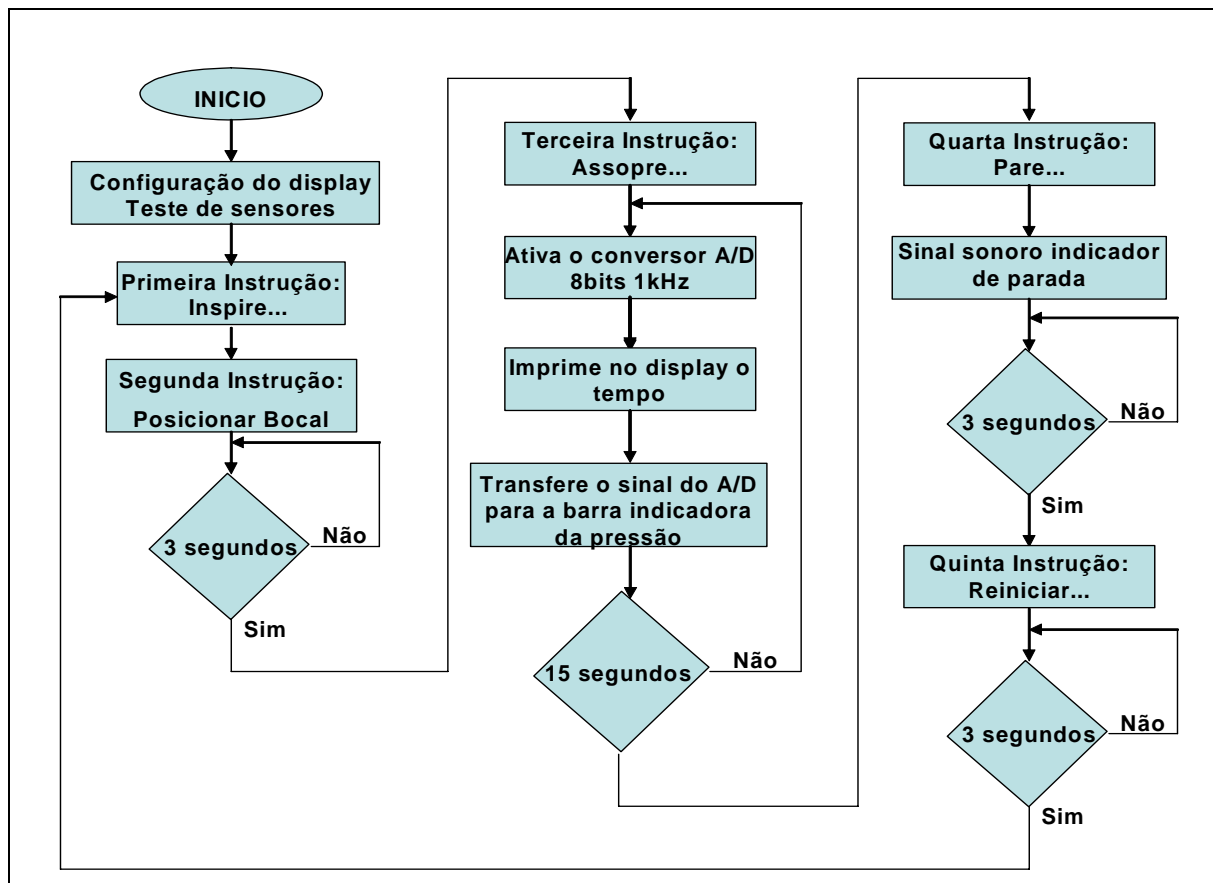 INICIO
Configuração do display
Teste de sensores
Primeira Instrução:
Inspire...
Segunda Instrução:
Posicionar Bocal
3 segundos
Não
Sim
Terceira Instrução:
Assopre...
Ativa o conversor A/D
8bits 1kHz
Imprime no display o
tempo
Transfere o sinal do A/D
para a barra indicadora
da pressão
15 segundos
Não
Quarta Instrução:
Pare...
Sinal sonoro indicador
de parada
3 segundos
Não
Sim
Quinta Instrução:
Reiniciar...
3 segundos
Não
Sim